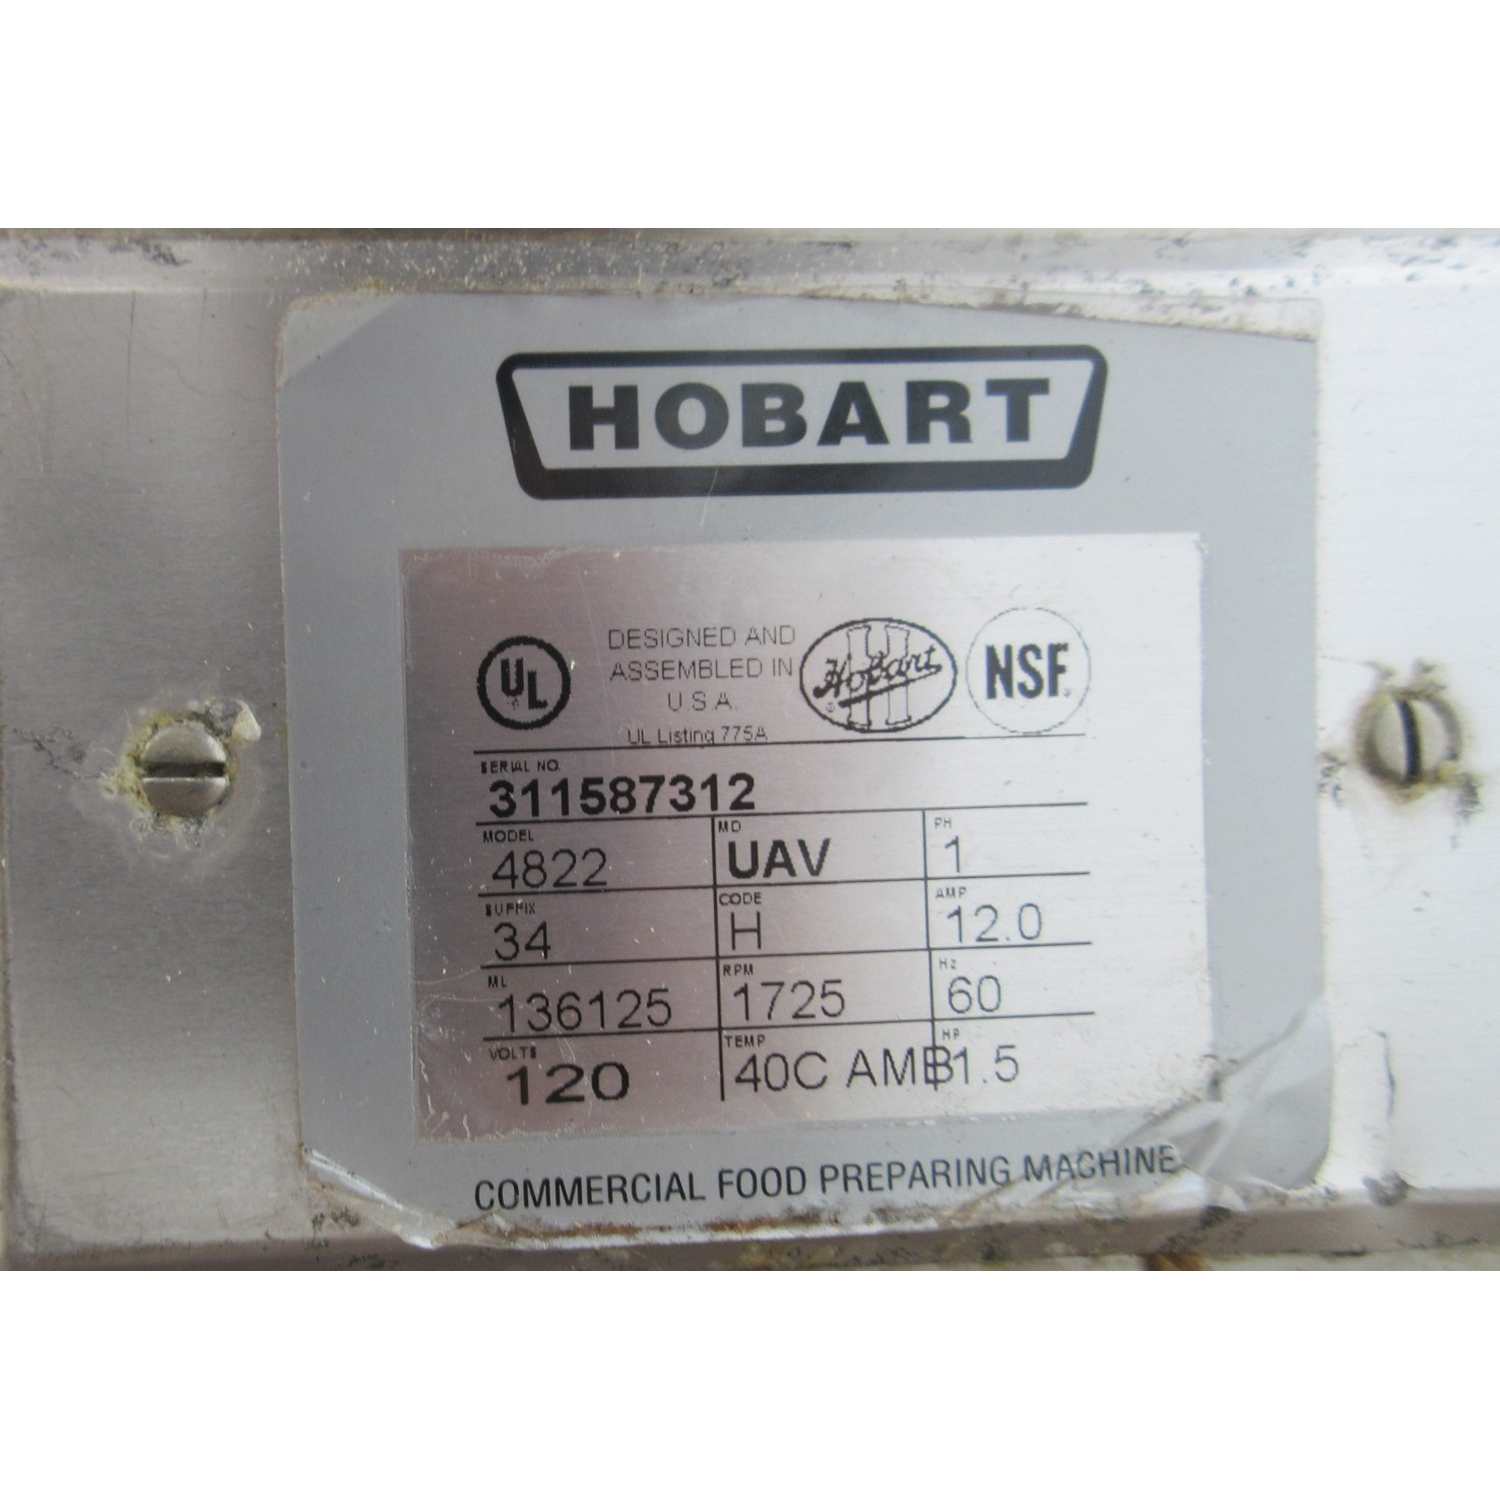 HOBART
UL
DESIGNED AND
ASSEMBLED IN
U.S.A.
UL Listing 775A
Hobart
NSF
SERIAL NO.
311587312
MODEL MD PH
4822 UAV 1
SUFFIX CODE AMP
34 H 12.0
ML RPM Hz
136125 1725 60
VOLTS TEMP HP
120 40C AMB 1.5
COMMERCIAL FOOD PREPARING MACHINE